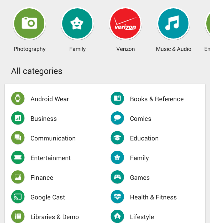 Photography Family Verizon Music & Audio
All categories
Android Wear Books & Reference
Business Comics
Communication Education
Entertainment Family
Finance Games
Google Cast Health & Fitness
Libraries & Demo Lifestyle